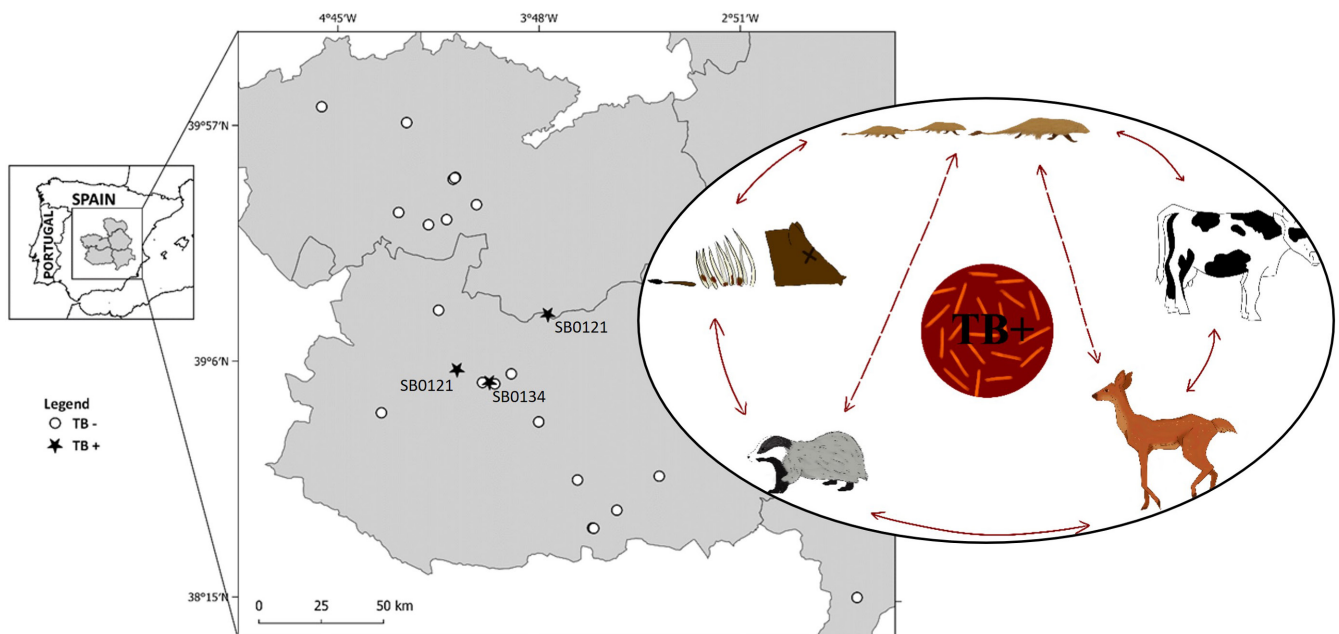 4°45'W 3°48'W 2°51'W
39°57'N
SPAIN
PORTUGAL
TB+
SB0121
39°6'N
SB0121
SB0134
Legend
TB -
TB +
38°15'N
0 25 50 km